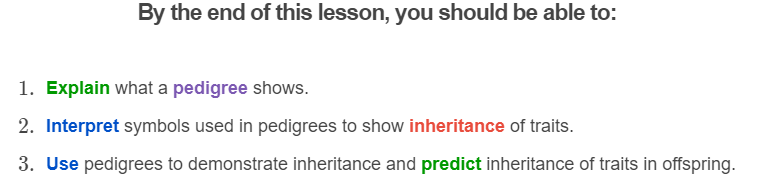 By the end of this lesson, you should be able to:
1. Explain what a pedigree shows.
2. Interpret symbols used in pedigrees to show inheritance of traits.
3. Use pedigrees to demonstrate inheritance and predict inheritance of traits in offspring.